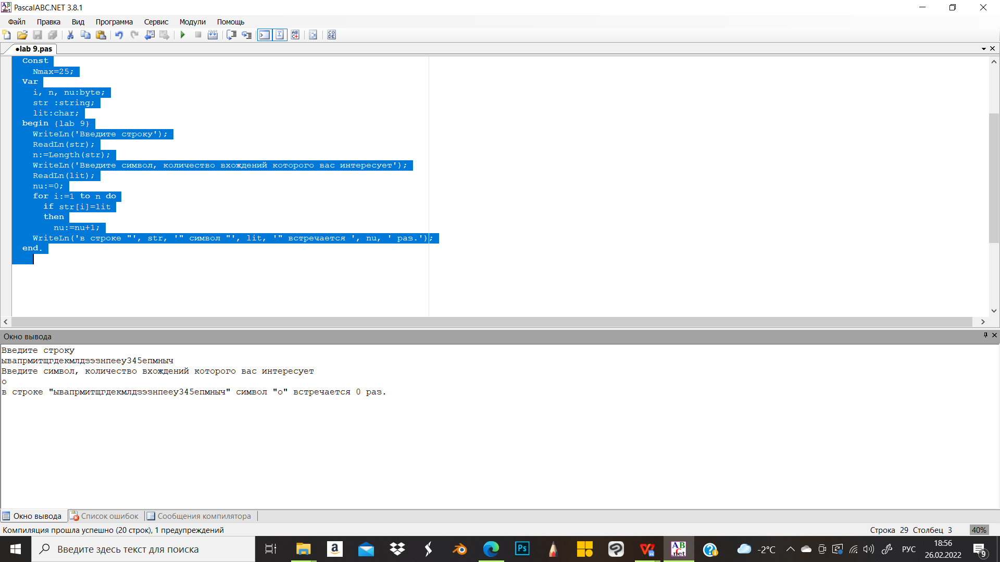 PascalABC.NET 3.8.1
Файл Правка Вид Программа Сервис Модули Помощь
●lab 9.pas
Const
Nmax=25;
Var
i, n, nu:byte;
str :string;
lit:char;
begin {lab 9}
WriteLn('Введите строку');
ReadLn(str);
n:=Length(str);
WriteLn('Введите символ, количество вхождений которого вас интересует');
ReadLn(lit);
nu:=0;
for i:=1 to n do
if str[i]=lit
then
nu:=nu+1;
WriteLn('в строке "', str, '" символ "', lit, '" встречается ', nu, ' раз.');
end.
Окно вывода
Введите строку
ывапрмитщгдекмлдзээнпееу345епмныч
Введите символ, количество вхождений которого вас интересует
о
в строке "ывапрмитщгдекмлдзээнпееу345епмныч" символ "о" встречается 0 раз.
Окно вывода Список ошибок Сообщения компилятора
Компиляция прошла успешно (20 строк), 1 предупреждений Строка 29 Столбец 3 40%
Введите здесь текст для поиска -2°C РУС 18:56
26.02.2022 9